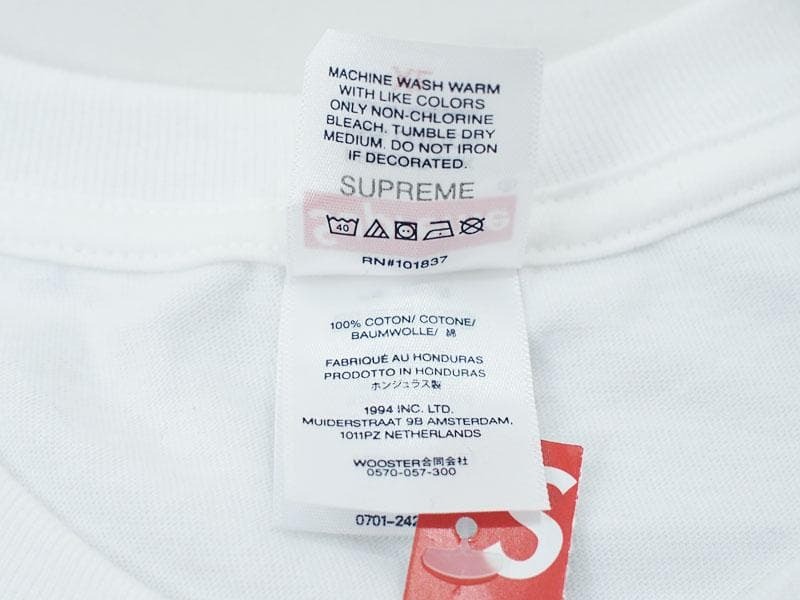 MACHINE WASH WARM
WITH LIKE COLORS
ONLY NON-CHLORINE
BLEACH. TUMBLE DRY
MEDIUM. DO NOT IRON
IF DECORATED.
SUPREME
40
RN#101837
100% COTON/ COTONE/
BAUMWOLLE/ 綿
FABRIQUÉ AU HONDURAS
PRODOTTO IN HONDURAS
ホンジュラス製
1994 INC. LTD.
MUIDERSTRAAT 9B AMSTERDAM.
1011PZ NETHERLANDS
WOOSTER合同会社
0570-057-300
0701-242
S